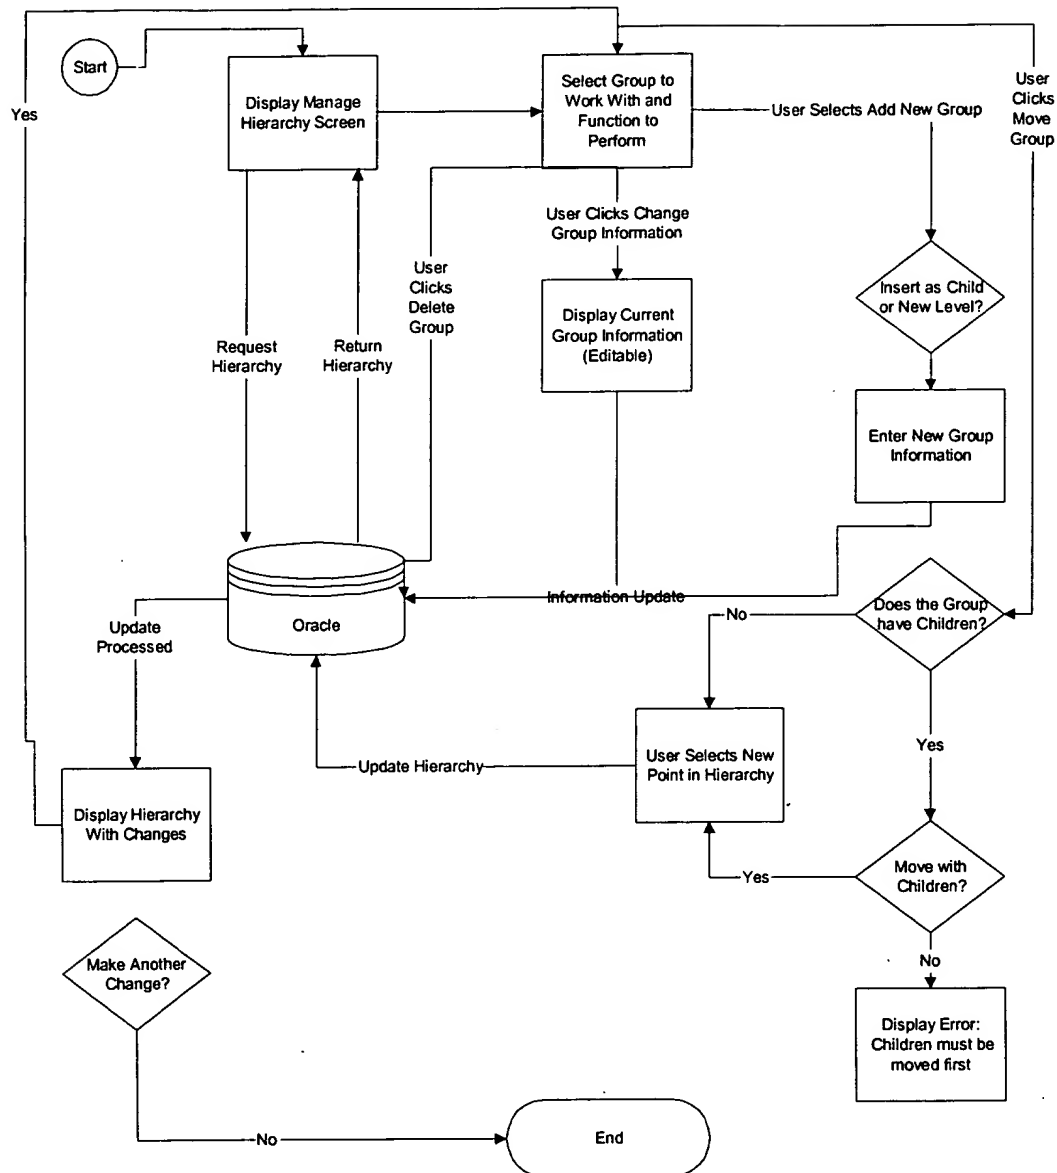 Start
Yes
Display Manage
Hierarchy Screen
Select Group to
Work With and
Function to
Perform
User Selects Add New Group
User
Clicks
Move
Group
User Clicks Change
Group Information
User
Clicks
Delete
Group
Insert as Child
or New Level?
Display Current
Group Information
(Editable)
Request
Hierarchy
Return
Hierarchy
Enter New Group
Information
Information Update
Oracle
Does the Group
have Children?
No
Update
Processed
Yes
User Selects New
Point in Hierarchy
Update Hierarchy
Display Hierarchy
With Changes
Move with
Children?
Yes
No
Make Another
Change?
Display Error:
Children must be
moved first
No
End